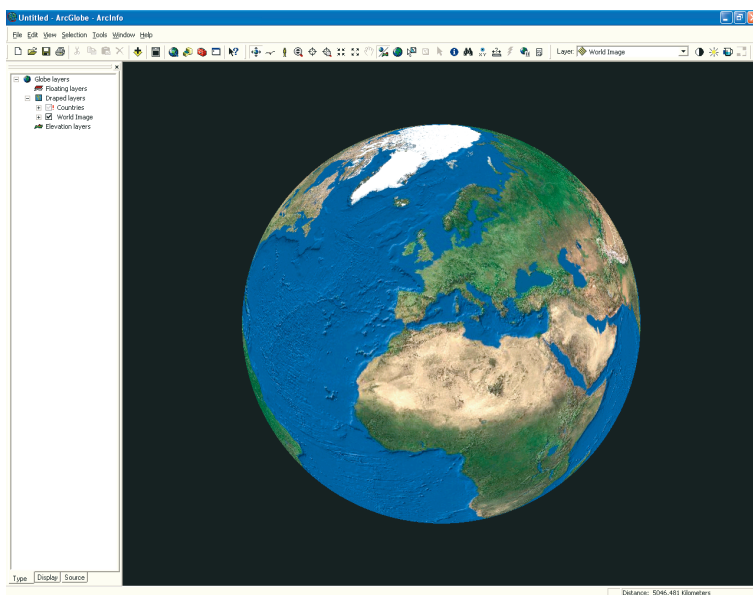 Untitled - ArcGlobe - ArcInfo
File Edit View Selection Tools Window Help
Layer: World Image
Globe layers
Floating layers
Draped layers
Countries
World Image
Elevation layers
Type Display Source
Distance: 5046.481 Kilometers